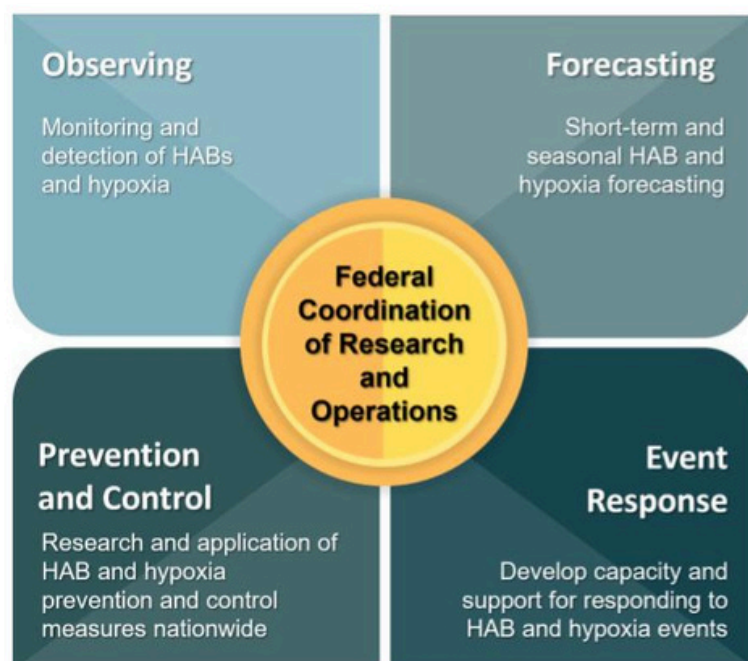 Observing
Monitoring and
detection of HABs
and hypoxia
Forecasting
Short-term and
seasonal HAB and
hypoxia forecasting
Federal
Coordination
of Research
and
Operations
Prevention
and Control
Research and application of
HAB and hypoxia
prevention and control
measures nationwide
Event
Response
Develop capacity and
support for responding to
HAB and hypoxia events